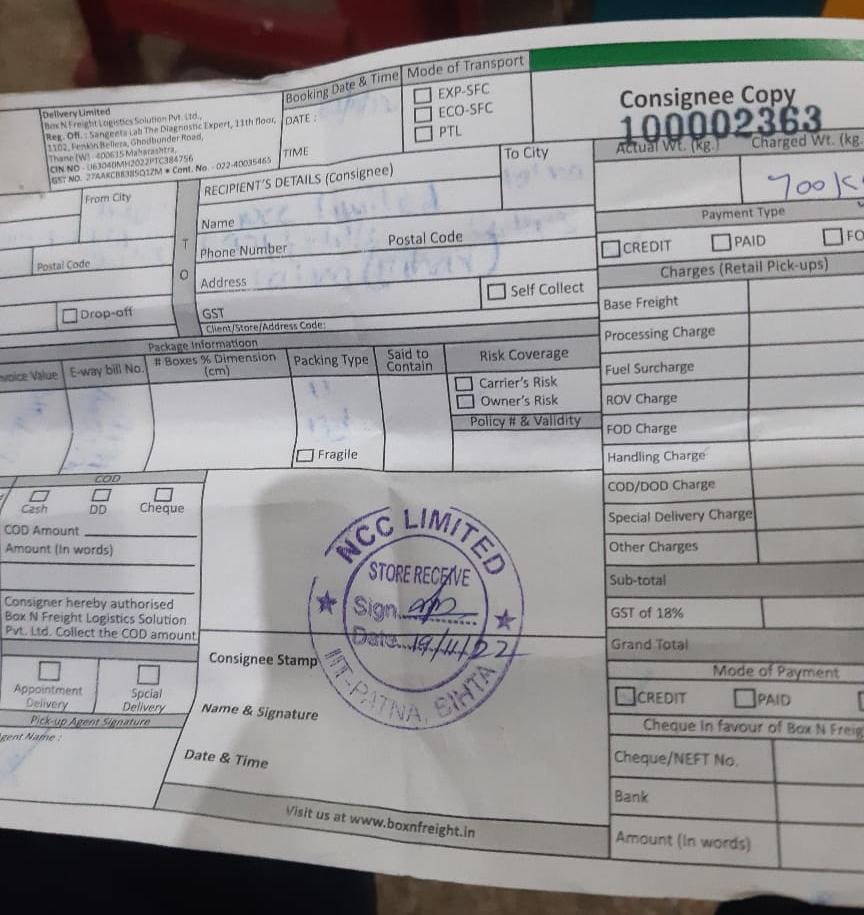 Delivery Limited
Box N Freight Logistics Solution Pvt. Ltd.,
Reg. Off. : Sangeeta Lab The Diagnostic Expert, 11th floor,
1102, Fenkin Belleza, Ghodbunder Road,
Thane (W) - 400615 Maharashtra,
CIN NO - U63040MH2022PTC384756
GST NO. 27AAKCB8385Q1ZM • Cont. No. - 022-40035465
Booking Date & Time
DATE :
TIME
Mode of Transport
EXP-SFC
ECO-SFC
PTL
Consignee Copy
100002363
Actual Wt. (kg.)
Charged Wt. (kg.
700 K
From City
Postal Code
Drop-off
T
O
RECIPIENT'S DETAILS (Consignee)
To City
Name
Phone Number
Postal Code
Address
Self Collect
GST
Client/Store/Address Code:
Payment Type
CREDIT
PAID
FO
Charges (Retail Pick-ups)
Base Freight
Processing Charge
Fuel Surcharge
ROV Charge
FOD Charge
Handling Charge
COD/DOD Charge
Special Delivery Charge
Other Charges
Sub-total
GST of 18%
Grand Total
Mode of Payment
CREDIT
PAID
Cheque in favour of Box N Freig
Cheque/NEFT No.
Bank
Amount (In words)
Package Informatioon
voice Value
E-way bill No.
# Boxes % Dimension
(cm)
Packing Type
Said to
Contain
Risk Coverage
Carrier's Risk
Owner's Risk
Policy # & Validity
Fragile
COD
Cash
DD
Cheque
COD Amount
Amount (In words)
Consigner hereby authorised
Box N Freight Logistics Solution
Pvt. Ltd. Collect the COD amount
Appointment
Delivery
Spcial
Delivery
Pick-up Agent Signature
gent Name :
NCC LIMITED
STORE RECEIVE
Sign
Date 19/11/22
IIT-PATNA, BIHTA
Consignee Stamp
Name & Signature
Date & Time
Visit us at www.boxnfreight.in